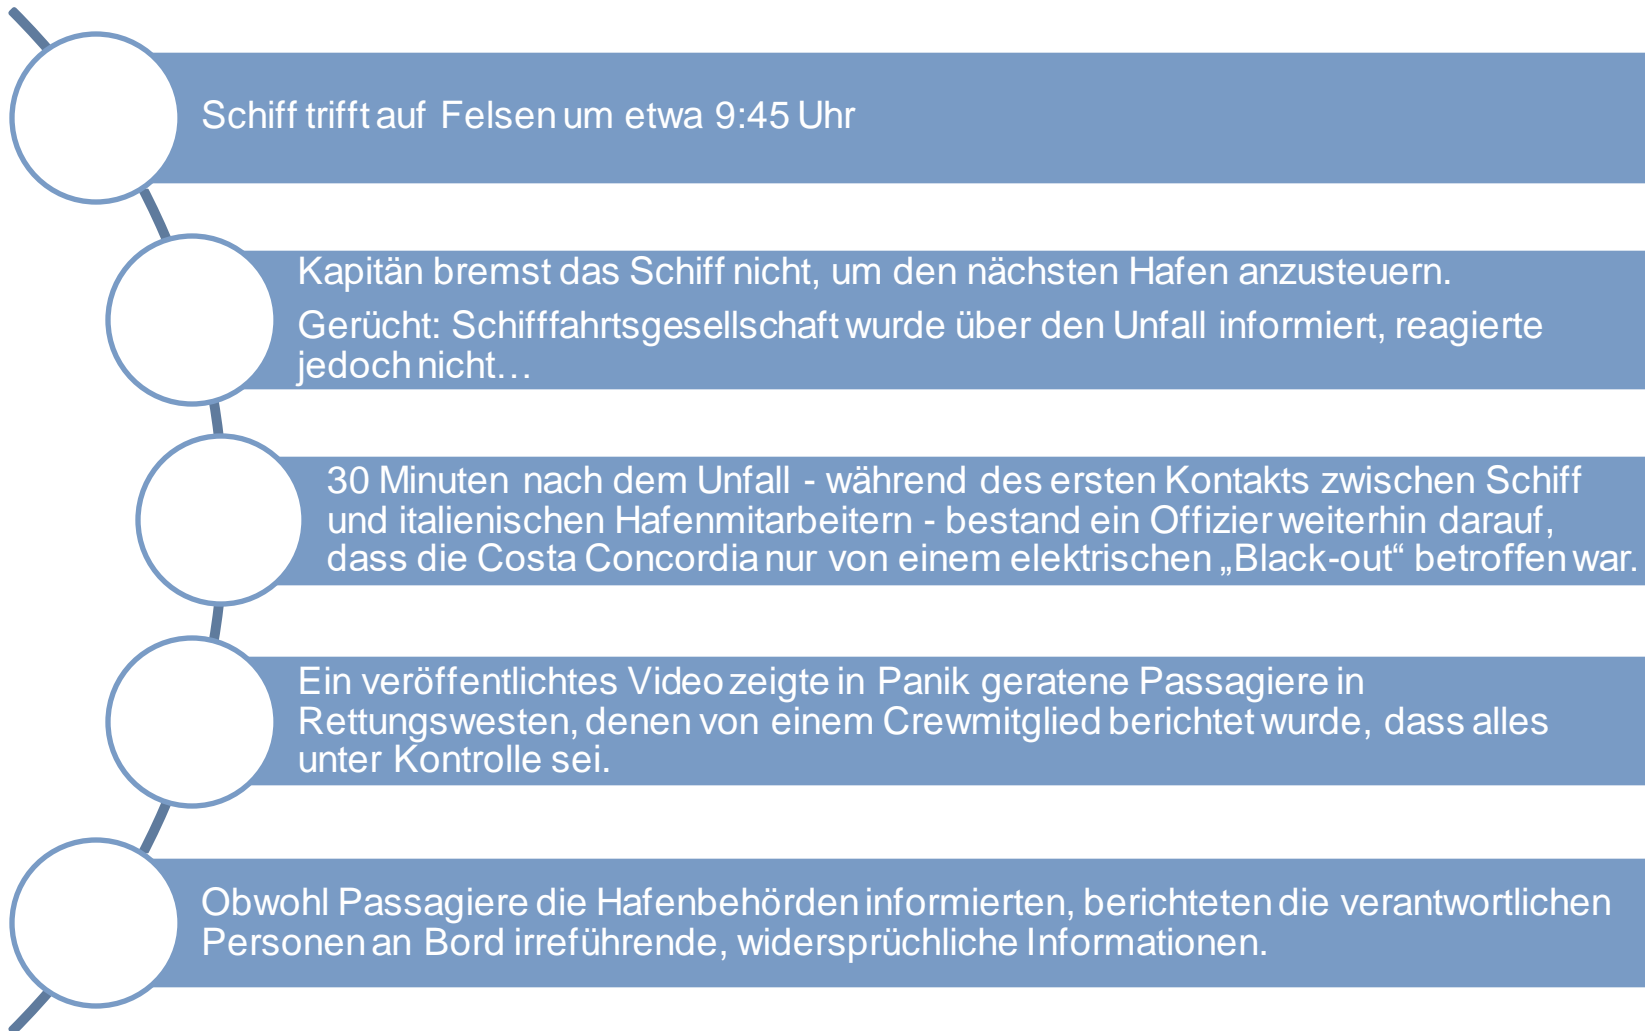 Schiff trifft auf Felsen um etwa 9:45 Uhr
Kapitän bremst das Schiff nicht, um den nächsten Hafen anzusteuern.
Gerücht: Schifffahrtsgesellschaft wurde über den Unfall informiert, reagierte
jedoch nicht…
30 Minuten nach dem Unfall - während des ersten Kontakts zwischen Schiff
und italienischen Hafenmitarbeitern - bestand ein Offizier weiterhin darauf,
dass die Costa Concordia nur von einem elektrischen „Black-out“ betroffen war.
Ein veröffentlichtes Video zeigte in Panik geratene Passagiere in
Rettungswesten, denen von einem Crewmitglied berichtet wurde, dass alles
unter Kontrolle sei.
Obwohl Passagiere die Hafenbehörden informierten, berichteten die verantwortlichen
Personen an Bord irreführende, widersprüchliche Informationen.